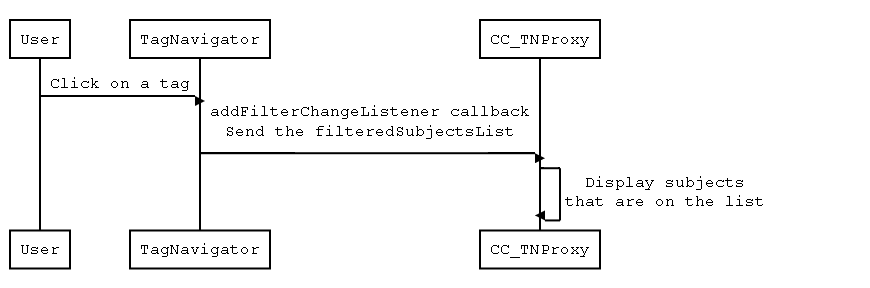 User
TagNavigator
CC_TNProxy
Click on a tag
addFilterChangeListener callback
Send the filteredSubjectsList
Display subjects
that are on the list
User
TagNavigator
CC_TNProxy